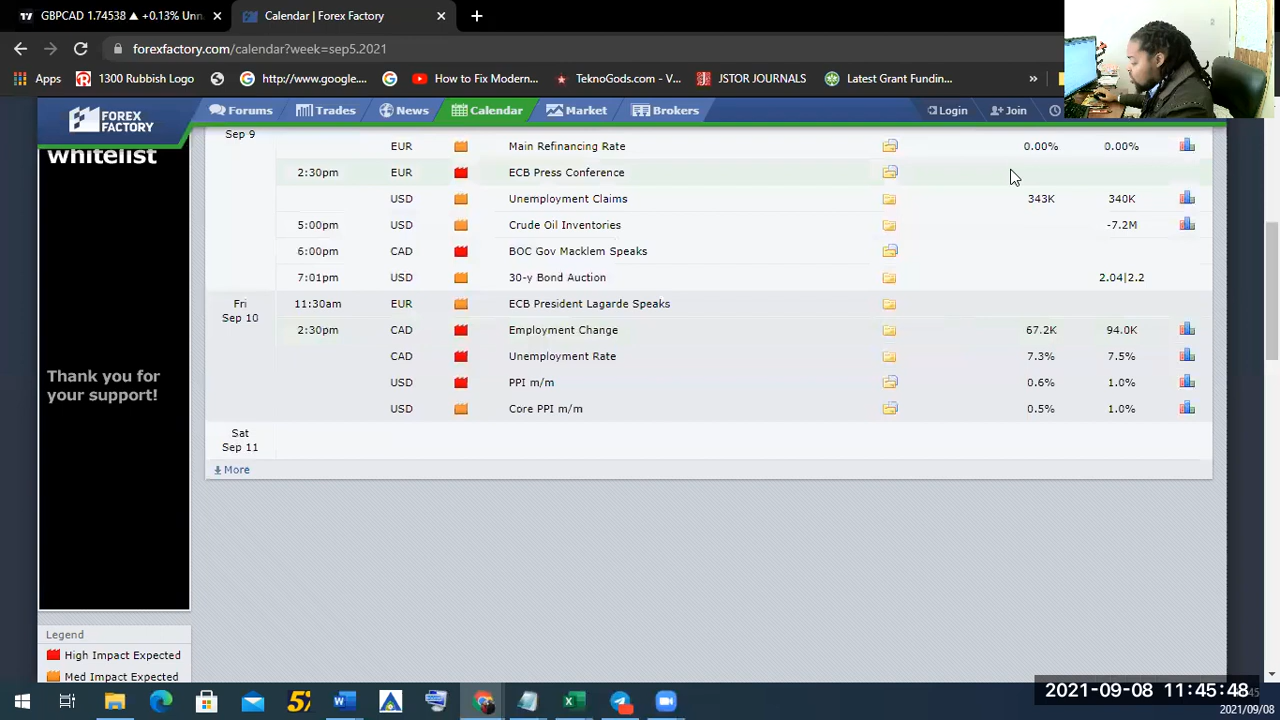 GBPCAD 1.74538 ▲ +0.13% Unn
Calendar | Forex Factory
forexfactory.com/calendar?week=sep5.2021
Apps
1300 Rubbish Logo
http://www.google....
How to Fix Modern...
TeknoGods.com - V...
JSTOR JOURNALS
Latest Grant Fundin...
»
FOREX FACTORY
Forums
Trades
News
Calendar
Market
Brokers
Login
Join
whitelist
Thank you for
your support!
Sep 9
EUR Main Refinancing Rate 0.00% 0.00%
2:30pm EUR ECB Press Conference
USD Unemployment Claims 343K 340K
5:00pm USD Crude Oil Inventories -7.2M
6:00pm CAD BOC Gov Macklem Speaks
7:01pm USD 30-y Bond Auction 2.04|2.2
Fri
Sep 10
11:30am EUR ECB President Lagarde Speaks
2:30pm CAD Employment Change 67.2K 94.0K
CAD Unemployment Rate 7.3% 7.5%
USD PPI m/m 0.6% 1.0%
USD Core PPI m/m 0.5% 1.0%
Sat
Sep 11
More
Legend
High Impact Expected
Med Impact Expected
2021-09-08 11:45:48
2021/09/08